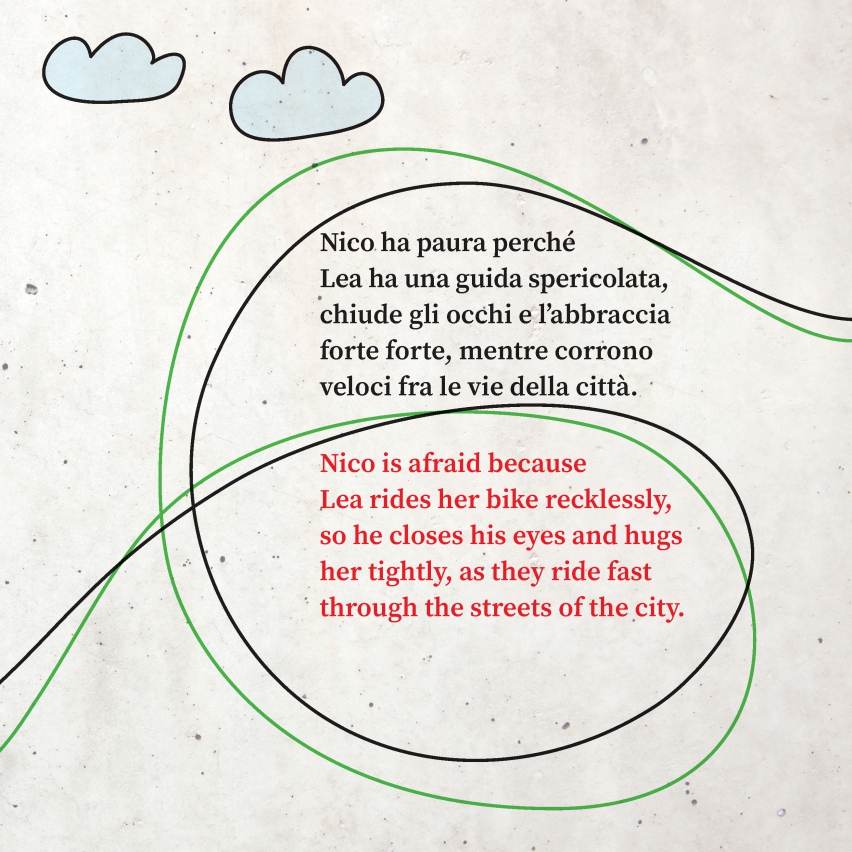 Nico ha paura perché
Lea ha una guida spericolata,
chiude gli occhi e l’abbraccia
forte forte, mentre corrono
veloci fra le vie della città.
Nico is afraid because
Lea rides her bike recklessly,
so he closes his eyes and hugs
her tightly, as they ride fast
through the streets of the city.